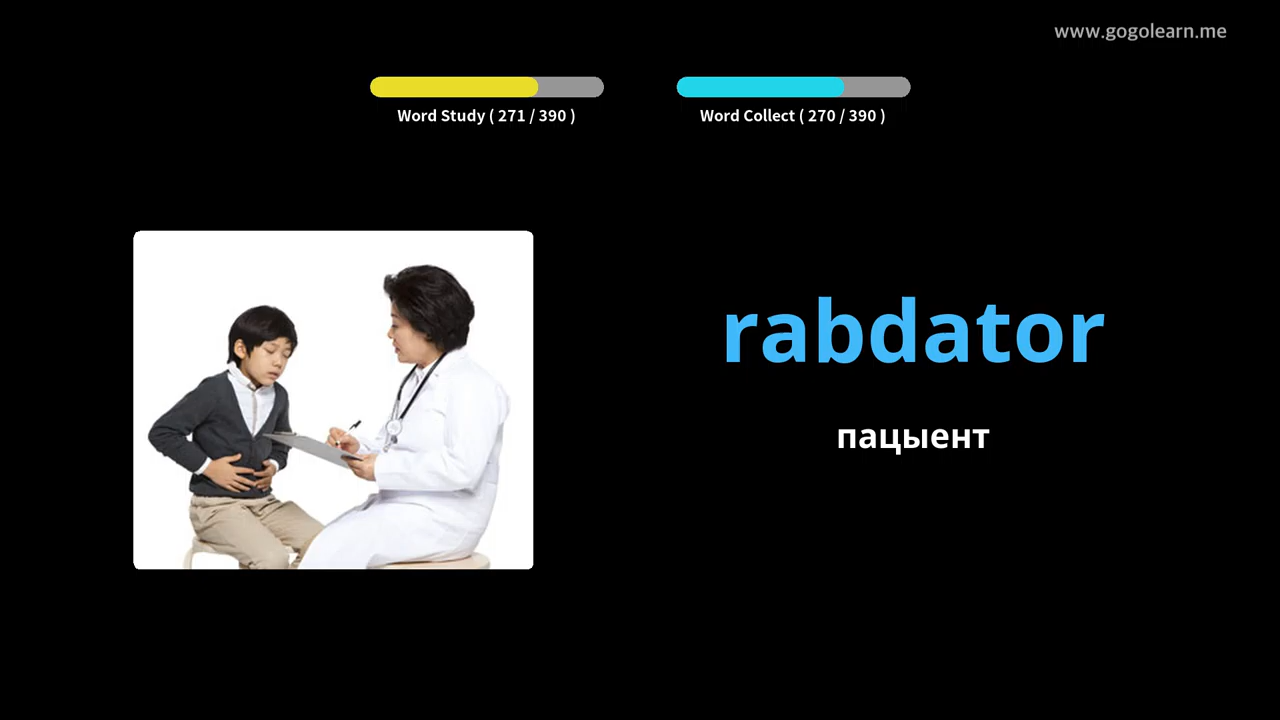 www.gogolearn.me
Word Study ( 271 / 390 )
Word Collect ( 270 / 390 )
rabdator
пацыент